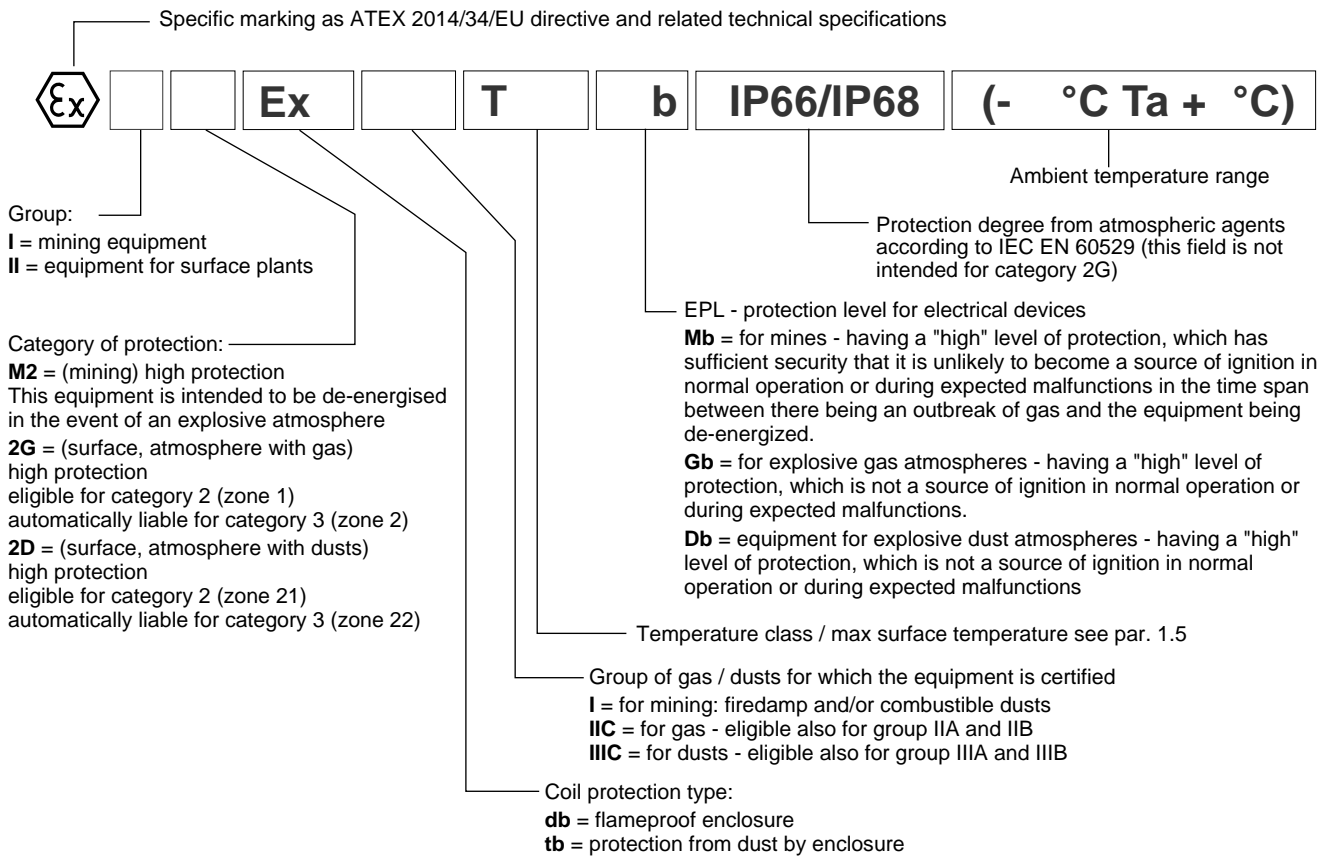 Specific marking as ATEX 2014/34/EU directive and related technical specifications
Ex Ex T b IP66/IP68 (- °C Ta + °C)
Ambient temperature range
Group:
I = mining equipment
II = equipment for surface plants
Protection degree from atmospheric agents
according to IEC EN 60529 (this field is not
intended for category 2G)
Category of protection:
M2 = (mining) high protection
This equipment is intended to be de-energised
in the event of an explosive atmosphere
2G = (surface, atmosphere with gas)
high protection
eligible for category 2 (zone 1)
automatically liable for category 3 (zone 2)
2D = (surface, atmosphere with dusts)
high protection
eligible for category 2 (zone 21)
automatically liable for category 3 (zone 22)
EPL - protection level for electrical devices
Mb = for mines - having a "high" level of protection, which has
sufficient security that it is unlikely to become a source of ignition in
normal operation or during expected malfunctions in the time span
between there being an outbreak of gas and the equipment being
de-energized.
Gb = for explosive gas atmospheres - having a "high" level of
protection, which is not a source of ignition in normal operation or
during expected malfunctions.
Db = equipment for explosive dust atmospheres - having a "high"
level of protection, which is not a source of ignition in normal
operation or during expected malfunctions
Temperature class / max surface temperature see par. 1.5
Group of gas / dusts for which the equipment is certified
I = for mining: firedamp and/or combustible dusts
IIC = for gas - eligible also for group IIA and IIB
IIIC = for dusts - eligible also for group IIIA and IIIB
Coil protection type:
db = flameproof enclosure
tb = protection from dust by enclosure